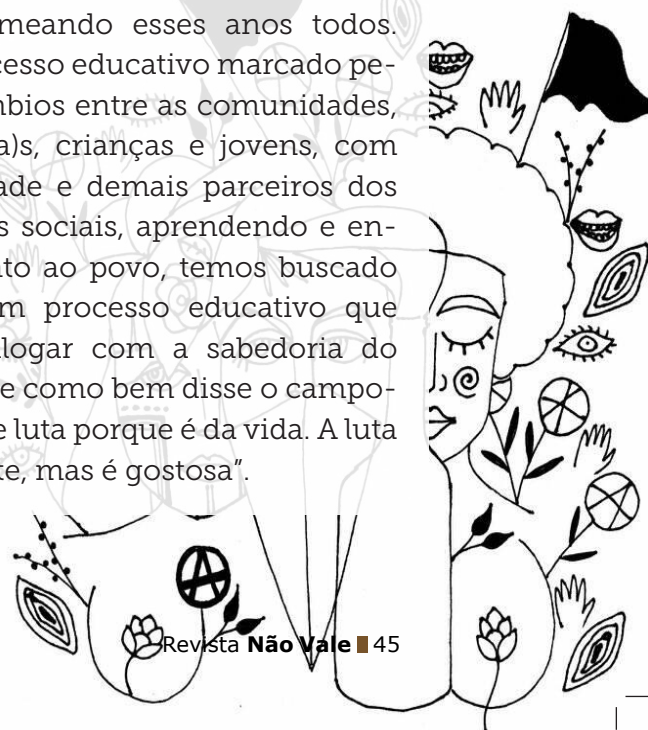 meando esses anos todos.
cesso educativo marcado pe-
nbios entre as comunidades,
a)s, crianças e jovens, com
ade e demais parceiros dos
s sociais, aprendendo e en-
nto ao povo, temos buscado
m processo educativo que
logar com a sabedoria do
e como bem disse o campo-
e luta porque é da vida. A luta
te, mas é gostosa”.
Revista Não Vale 45